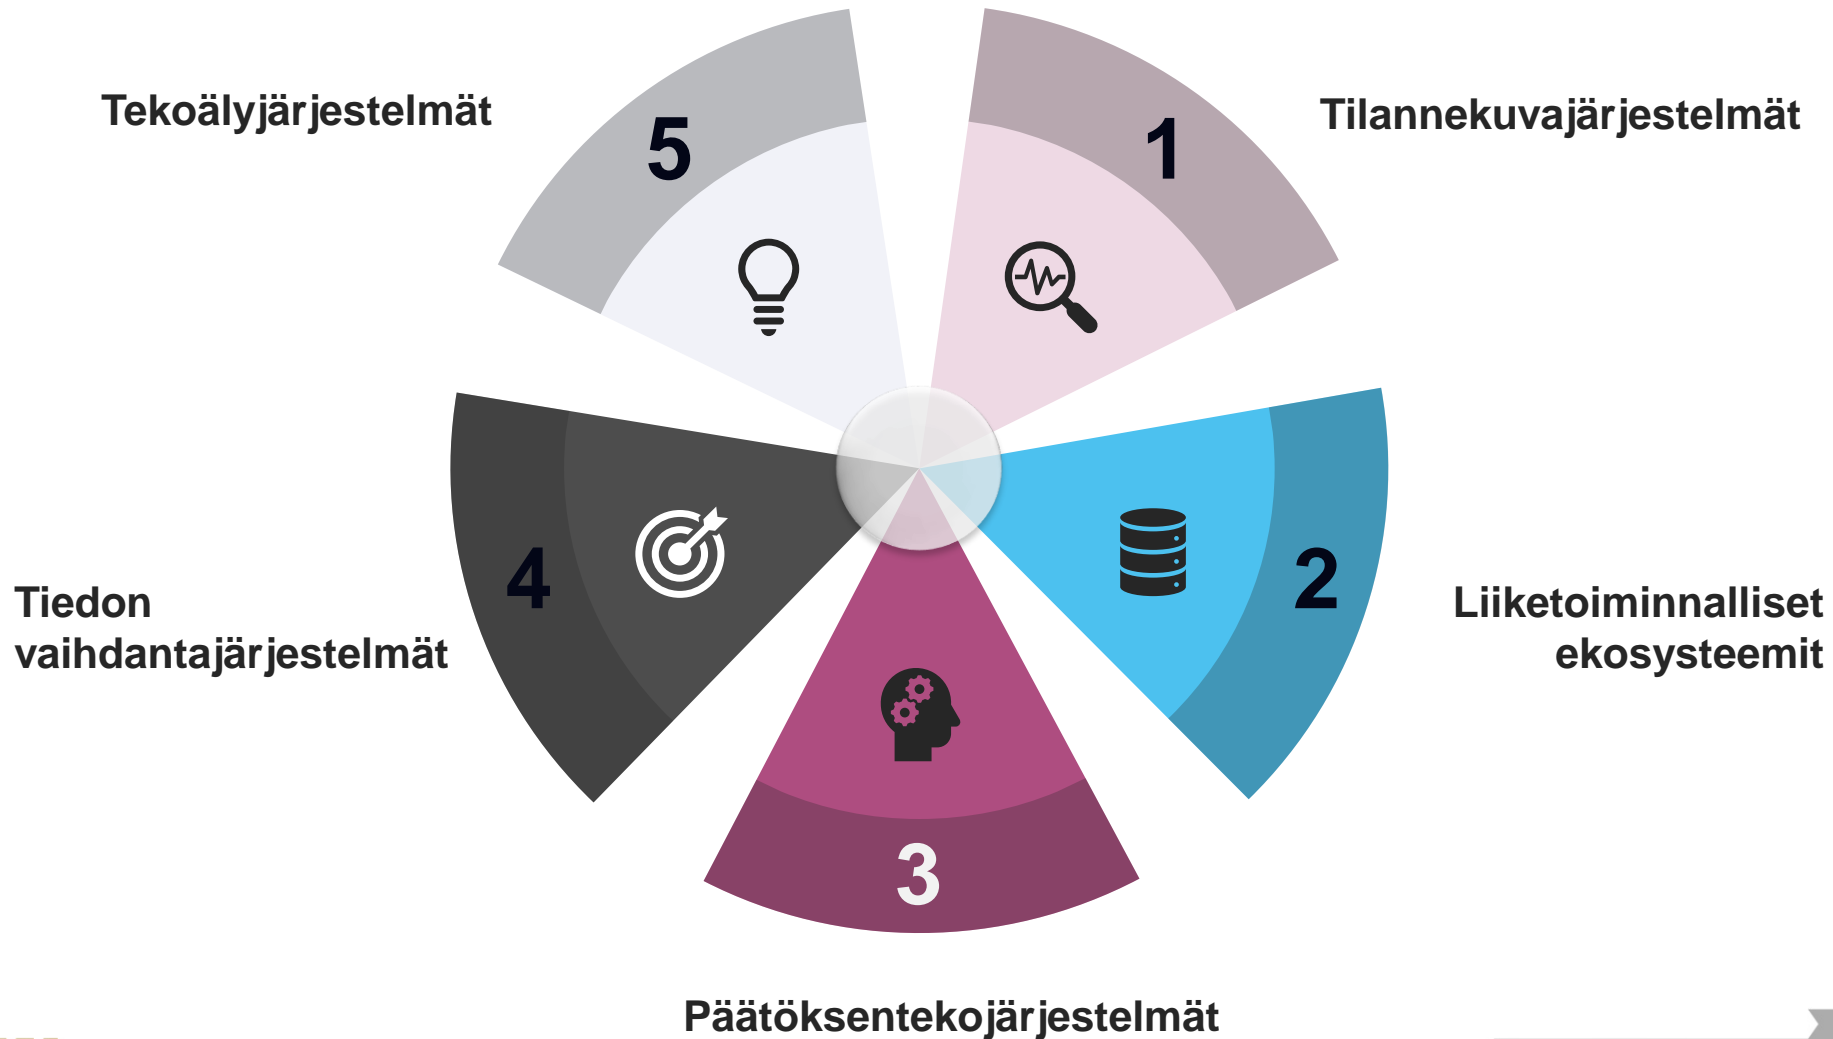 Tekoälyjärjestelmät
5
1
Tilannekuvajärjestelmät
4
2
Tiedon
vaihdantajärjestelmät
Liiketoiminnalliset
ekosysteemit
3
Päätöksentekojärjestelmät